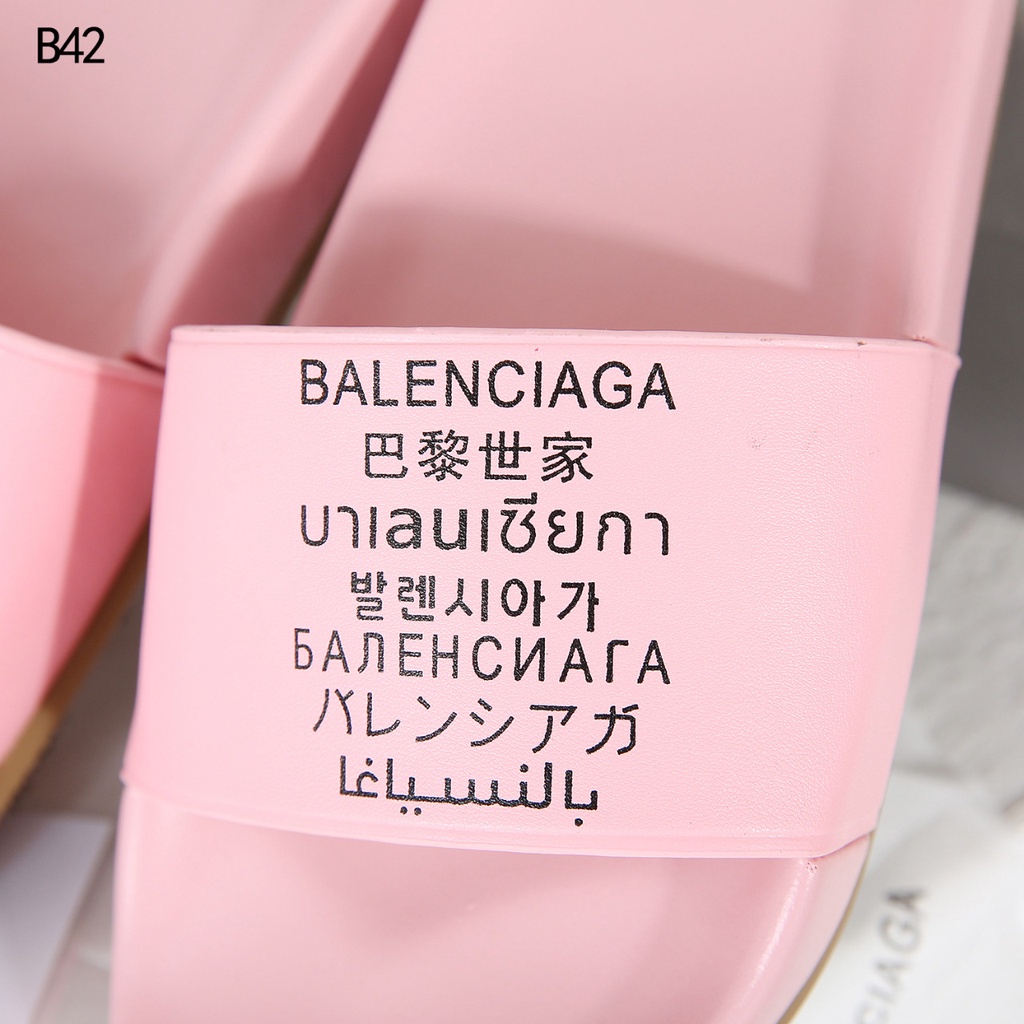 B42
BALENCIAGA
巴黎世家
บาเลนเซียกา
발렌시아가
БАЛЕНСИАГА
バレンシアガ
بالنسياغا
CIAGA